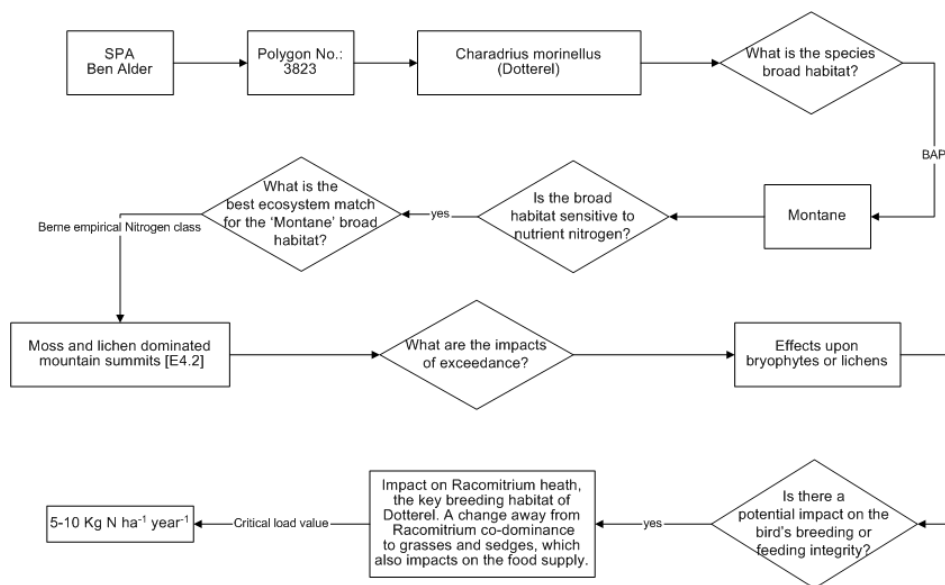 SPA
Ben Alder
Polygon No.:
3823
Charadrius morinellus
(Dotterel)
What is the species
broad habitat?
BAP
Montane
Is the broad
habitat sensitive to
nutrient nitrogen?
yes
What is the
best ecosystem match
for the ‘Montane’ broad
habitat?
Berne empirical Nitrogen class
Moss and lichen dominated
mountain summits [E4.2]
What are the impacts
of exceedance?
Effects upon
bryophytes or lichens
Is there a
potential impact on the
bird’s breeding or
feeding integrity?
yes
Impact on Racomitrium heath,
the key breeding habitat of
Dotterel. A change away from
Racomitrium co-dominance
to grasses and sedges, which
also impacts on the food supply.
Critical load value
5-10 Kg N ha⁻¹ year⁻¹